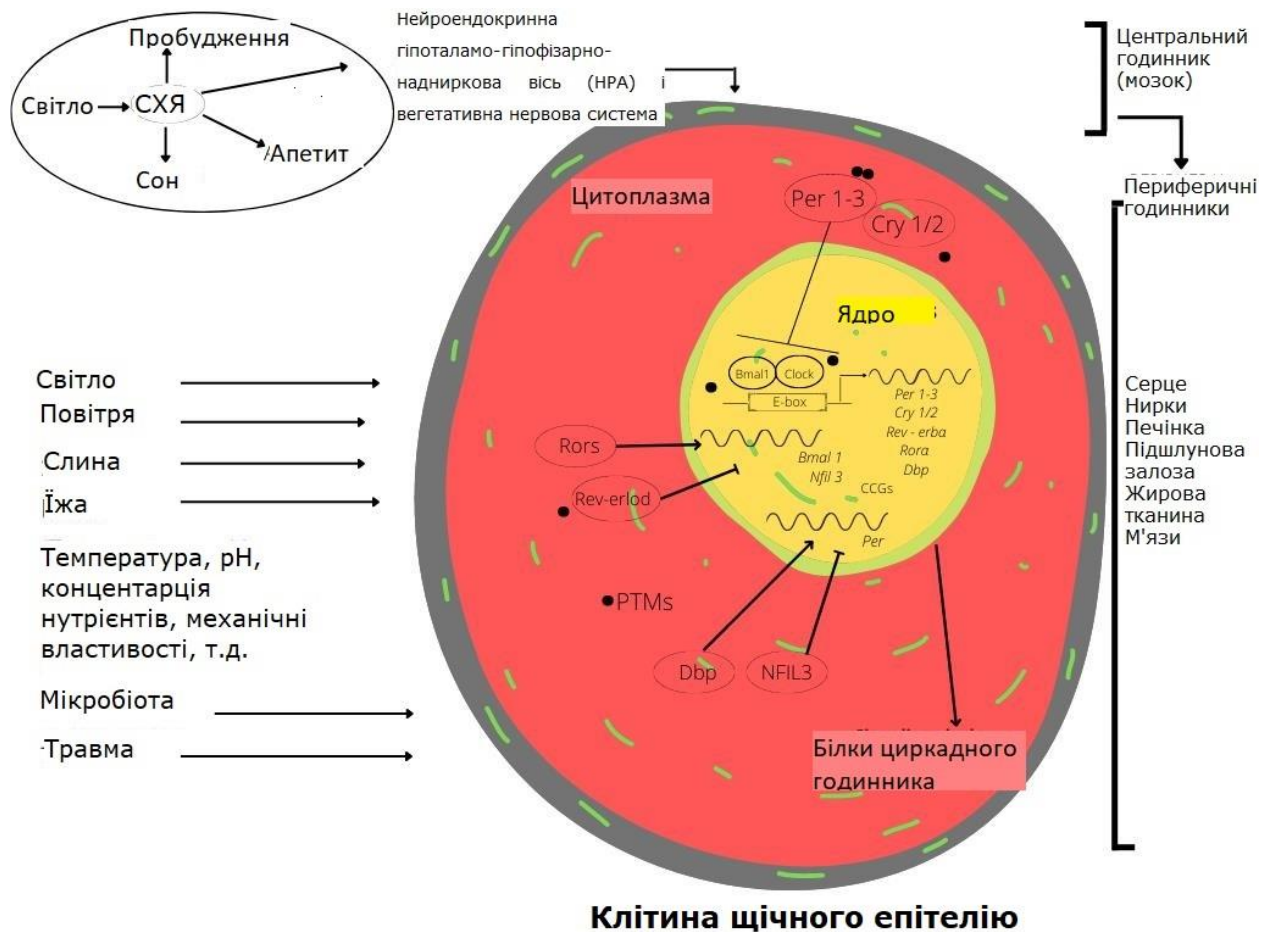 Пробудження
Світло
СХЯ
Апетит
Сон
Нейроендокринна
гіпоталамо-гіпофізарно-
надниркова вісь (HPA) і
вегетативна нервова система
Центральний
годинник
(мозок)
Периферичні
годинники
Цитоплазма
Per 1-3
Cry 1/2
Ядро
Bmal1
Clock
E-box
Per 1-3
Cry 1/2
Rev - erba
Rora
Dbp
Rors
Bmal 1
Nfil 3
Rev-erlod
CCGs
Per
PTMs
Dbp
NFIL3
Білки циркадного
годинника
Світло
Повітря
Слина
Їжа
Температура, pH,
концентарція
нутрієнтів, механічні
властивості, т.д.
Мікробіота
Травма
Серце
Нирки
Печінка
Підшлунова
залоза
Жирова
тканина
М'язи
Клітина щічного епітелію